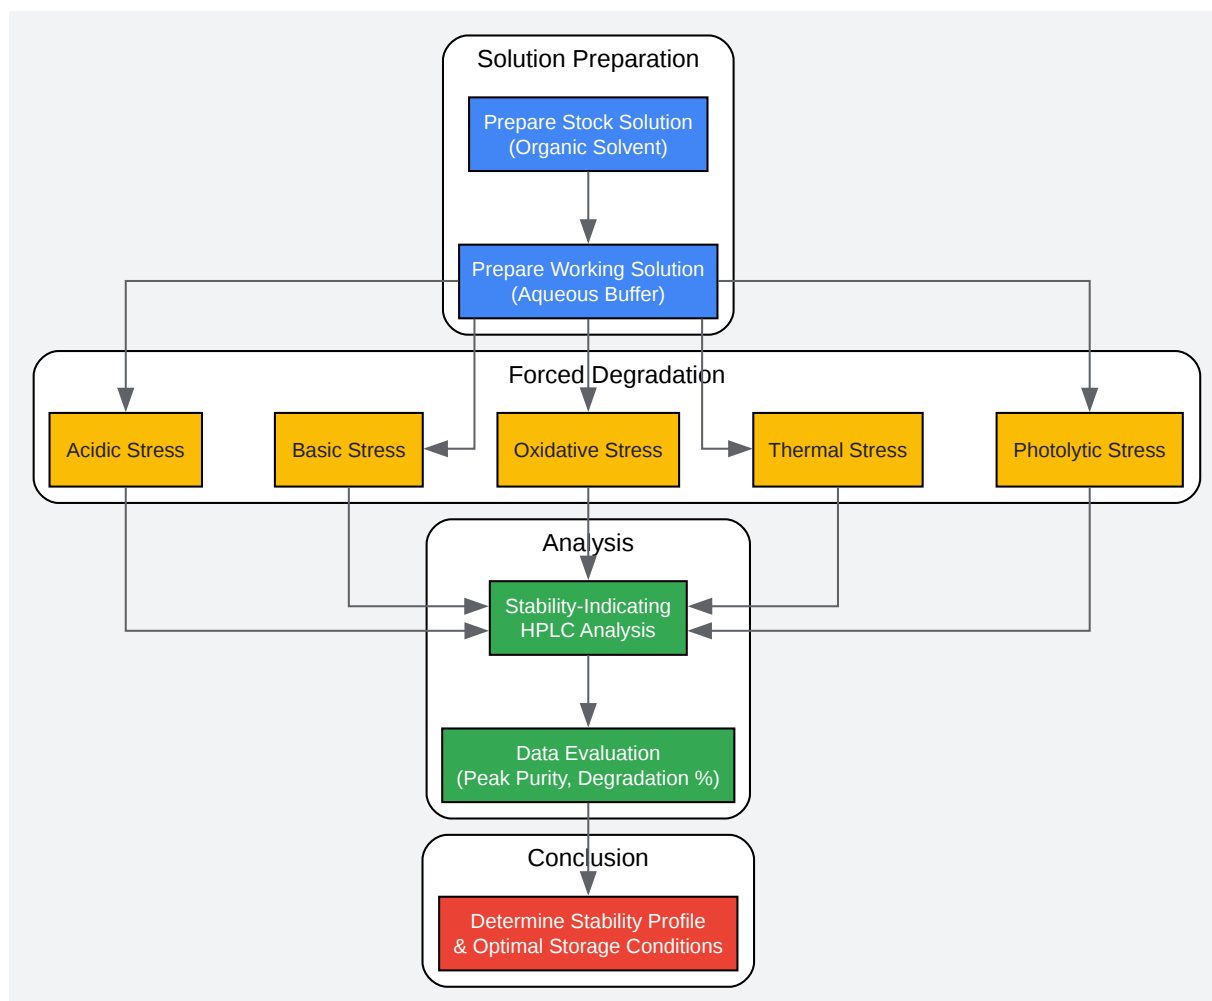 Solution Preparation
Prepare Stock Solution
(Organic Solvent)
Prepare Working Solution
(Aqueous Buffer)
Forced Degradation
Acidic Stress
Basic Stress
Oxidative Stress
Thermal Stress
Photolytic Stress
Analysis
Stability-Indicating
HPLC Analysis
Data Evaluation
(Peak Purity, Degradation %)
Conclusion
Determine Stability Profile
& Optimal Storage Conditions